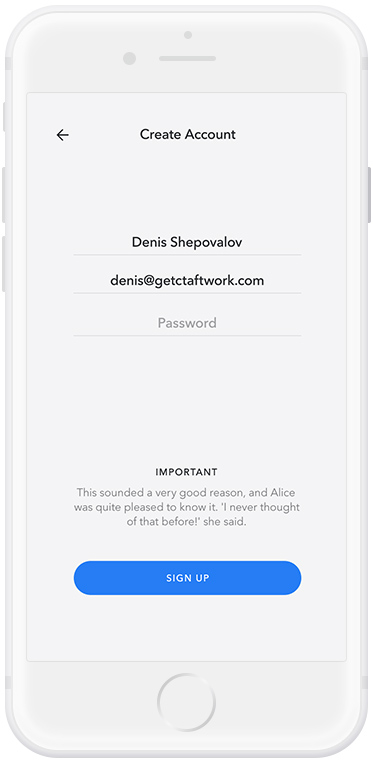 Create Account
Denis Shepovalov
denis@getctaftwork.com
Password
IMPORTANT
This sounded a very good reason, and Alice
was quite pleased to know it. 'I never thought
of that before!' she said.
SIGN UP